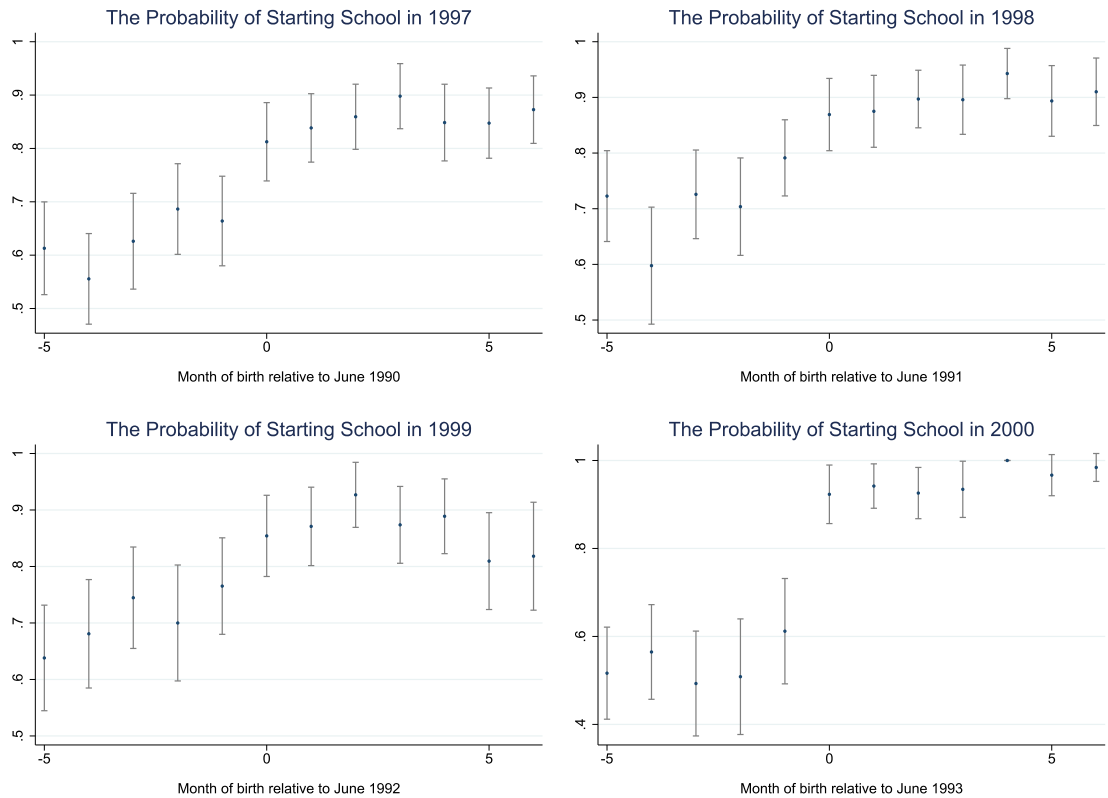 The Probability of Starting School in 1997
1
.9
.8
.7
.6
.5
-5 0 5
Month of birth relative to June 1990
The Probability of Starting School in 1998
1
.9
.8
.7
.6
.5
-5 0 5
Month of birth relative to June 1991
The Probability of Starting School in 1999
1
.9
.8
.7
.6
.5
-5 0 5
Month of birth relative to June 1992
The Probability of Starting School in 2000
1
.8
.6
.4
-5 0 5
Month of birth relative to June 1993